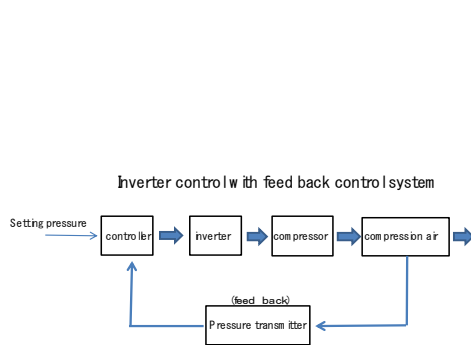 Inverter control with feed back control system
Setting pressure
controller
inverter
compressor
compression air
(feed back)
Pressure transmitter